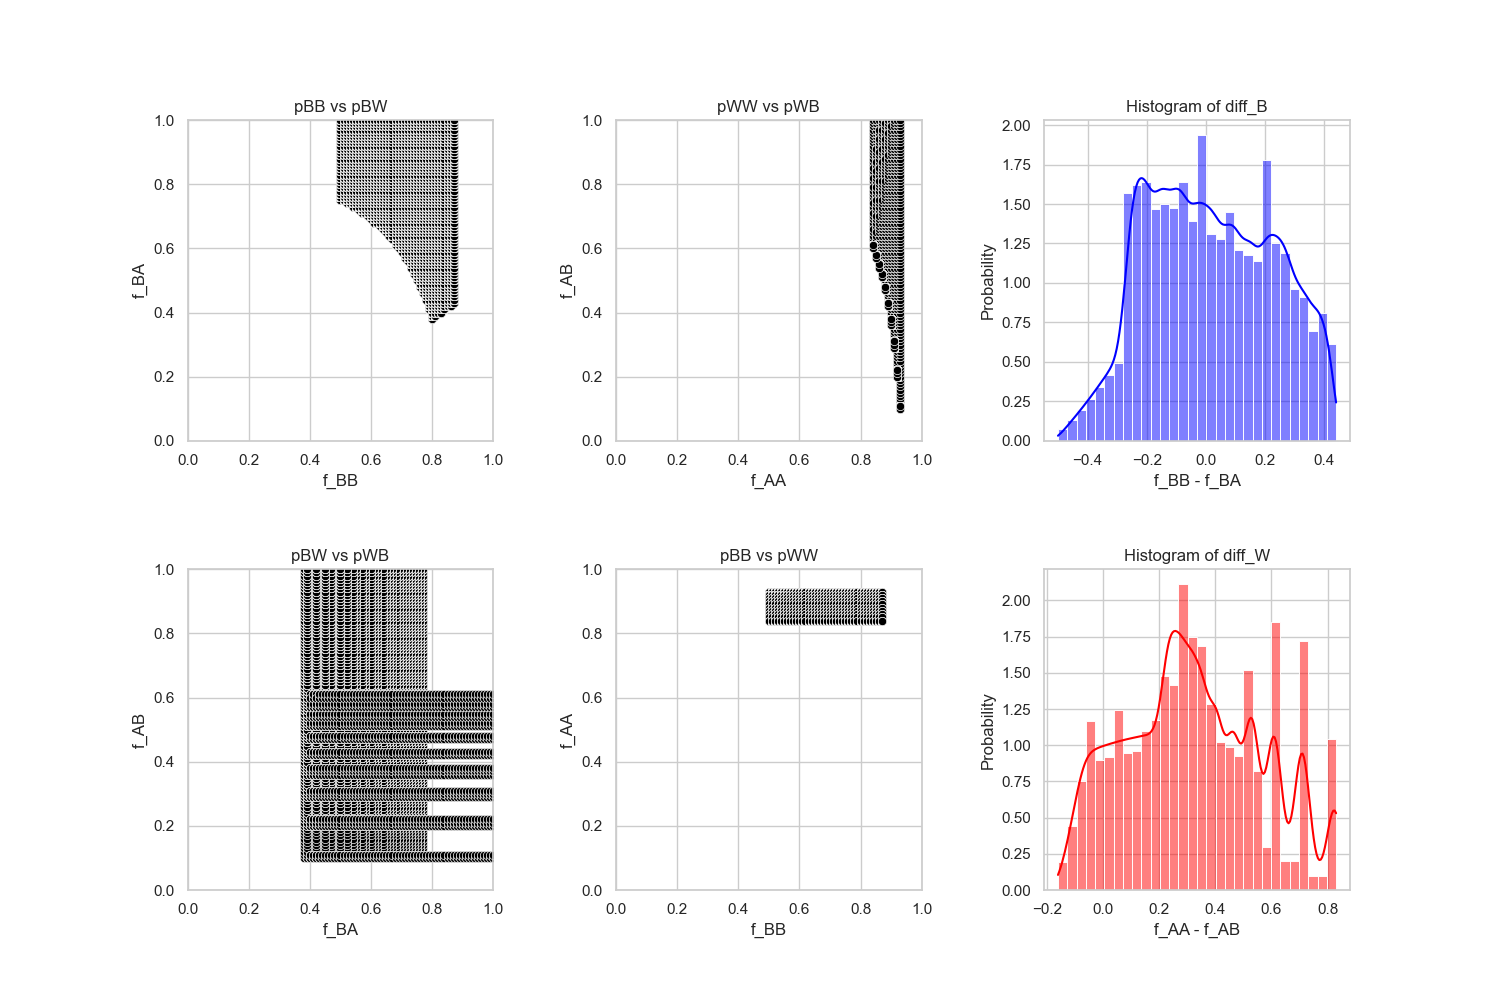 pBB vs pBW
1.0
0.8
0.6
0.4
0.2
0.0
f_BA
0.0 0.2 0.4 0.6 0.8 1.0
f_BB
pWW vs pWB
1.0
0.8
0.6
0.4
0.2
0.0
f_AB
0.0 0.2 0.4 0.6 0.8 1.0
f_AA
Histogram of diff_B
2.00
1.75
1.50
1.25
1.00
0.75
0.50
0.25
0.00
Probability
−0.4 −0.2 0.0 0.2 0.4
f_BB - f_BA
pBW vs pWB
1.0
0.8
0.6
0.4
0.2
0.0
f_AB
0.0 0.2 0.4 0.6 0.8 1.0
f_BA
pBB vs pWW
1.0
0.8
0.6
0.4
0.2
0.0
f_AA
0.0 0.2 0.4 0.6 0.8 1.0
f_BB
Histogram of diff_W
2.00
1.75
1.50
1.25
1.00
0.75
0.50
0.25
0.00
Probability
−0.2 0.0 0.2 0.4 0.6 0.8
f_AA - f_AB